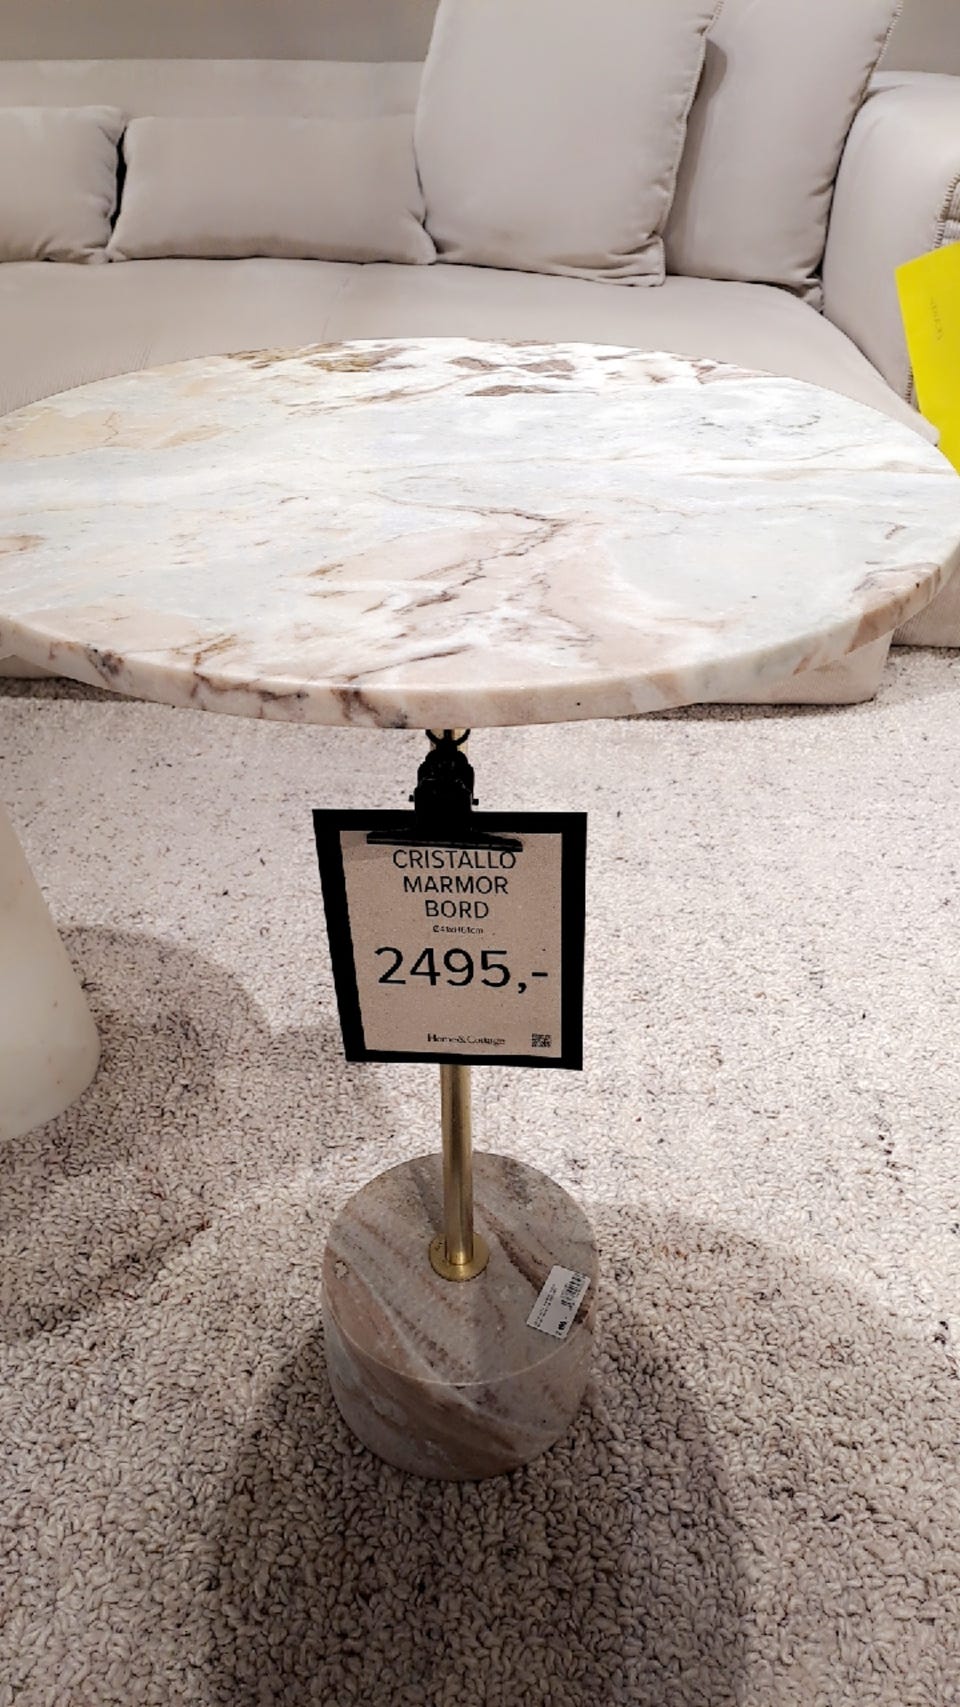 CRISTALLO
MARMOR
BORD
2495,-
Home&Cottage